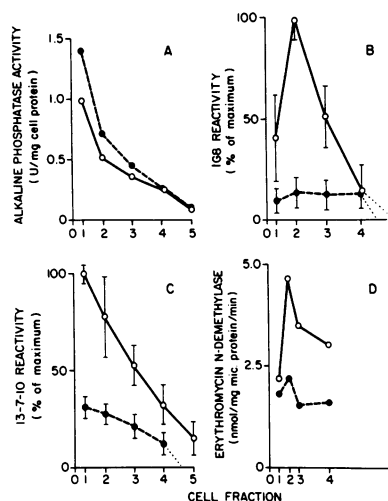 ALKALINE PHOSPHATASE ACTIVITY
(U/mg cell protein)
1.5
1.0
0.5
0
A
0 1 2 3 4 5
IG8 REACTIVITY
(% of maximum)
100
50
0
B
0 1 2 3 4
13-7-10 REACTIVITY
(% of maximum)
100
50
0
C
0 1 2 3 4 5
ERYTHROMYCIN N-DEMETHYLASE
(nmol/mg mic. protein/min)
5.0
2.5
0
D
0 1 2 3 4
CELL FRACTION